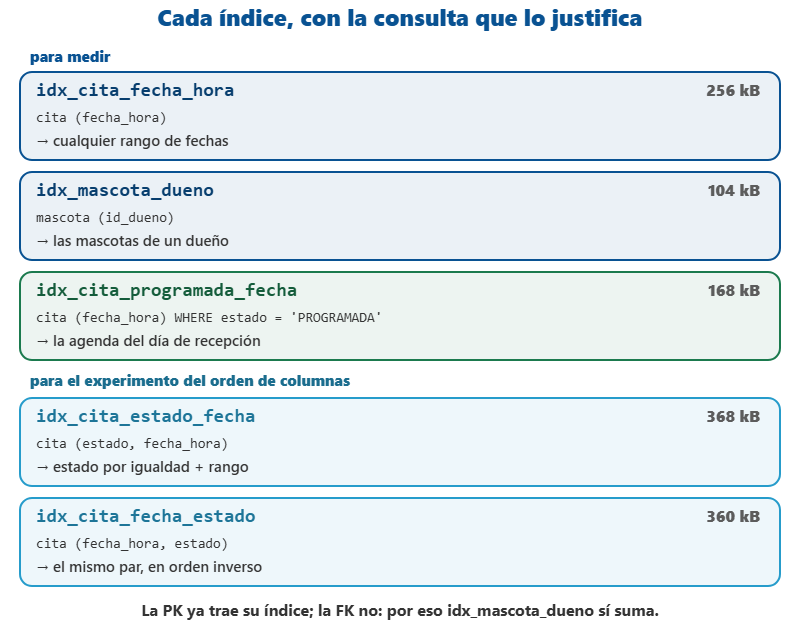 Cada índice, con la consulta que lo justifica
para medir
idx_cita_fecha_hora
256 kB
cita (fecha_hora)
→ cualquier rango de fechas
idx_mascota_dueno
104 kB
mascota (id_dueno)
→ las mascotas de un dueño
idx_cita_programada_fecha
168 kB
cita (fecha_hora) WHERE estado = 'PROGRAMADA'
→ la agenda del día de recepción
para el experimento del orden de columnas
idx_cita_estado_fecha
368 kB
cita (estado, fecha_hora)
→ estado por igualdad + rango
idx_cita_fecha_estado
360 kB
cita (fecha_hora, estado)
→ el mismo par, en orden inverso
La PK ya trae su índice; la FK no: por eso idx_mascota_dueno sí suma.